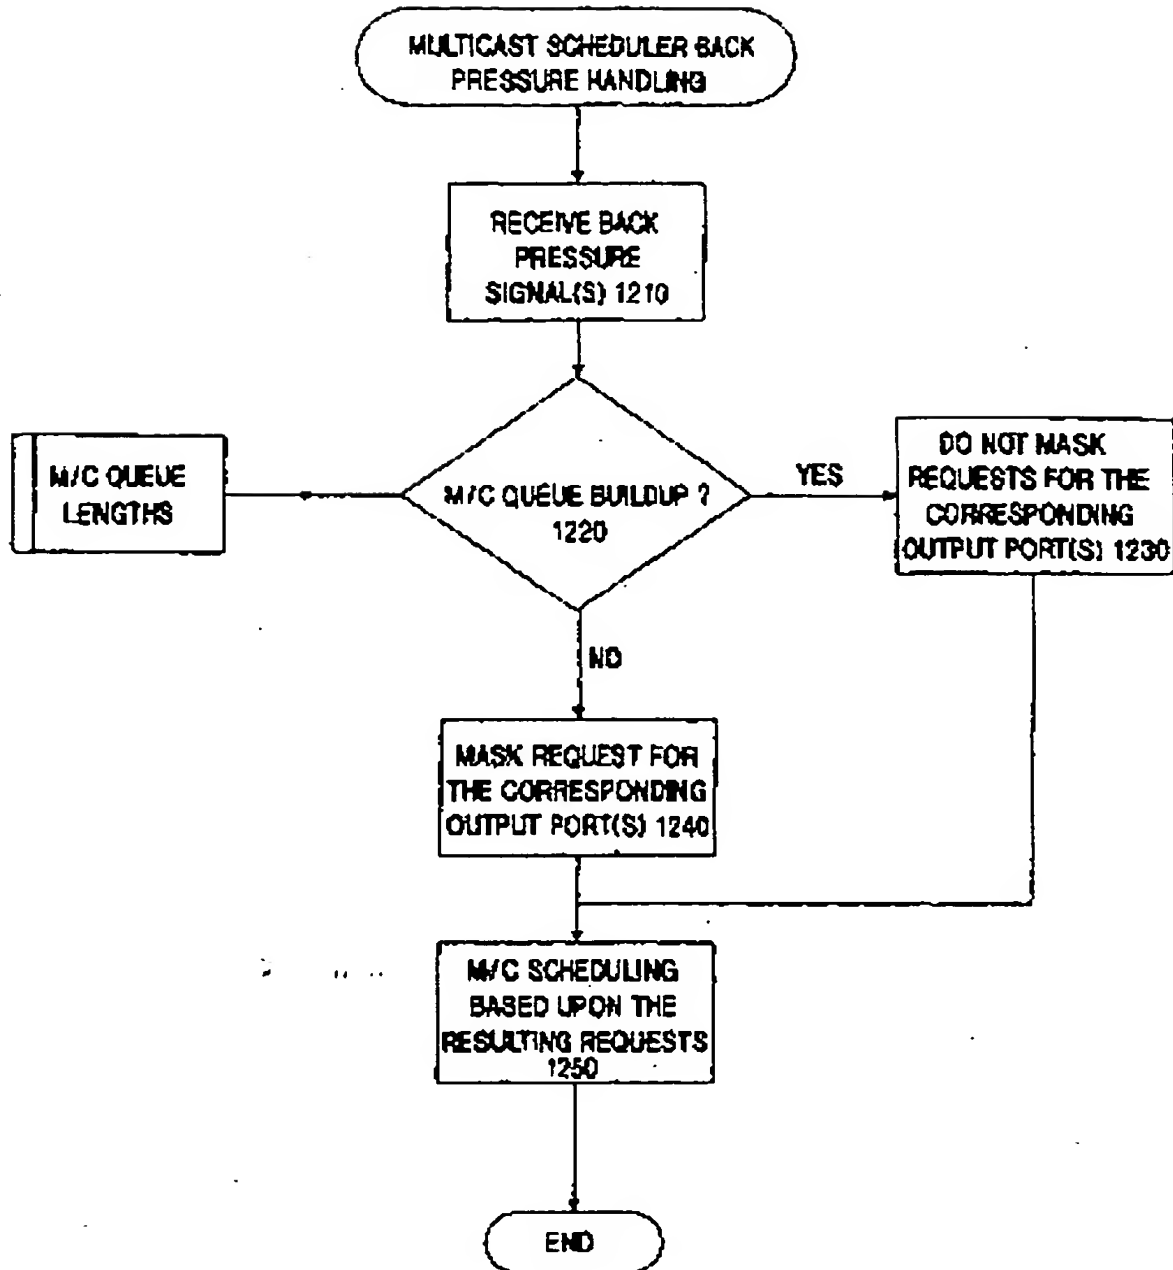 MULTICAST SCHEDULER BACK
PRESSURE HANDLING
RECEIVE BACK
PRESSURE
SIGNAL(S) 1210
M/C QUEUE
LENGTHS
M/C QUEUE BUILDUP ?
1220
YES
DO NOT MASK
REQUESTS FOR THE
CORRESPONDING
OUTPUT PORT(S) 1230
NO
MASK REQUEST FOR
THE CORRESPONDING
OUTPUT PORT(S) 1240
M/C SCHEDULING
BASED UPON THE
RESULTING REQUESTS
1250
END